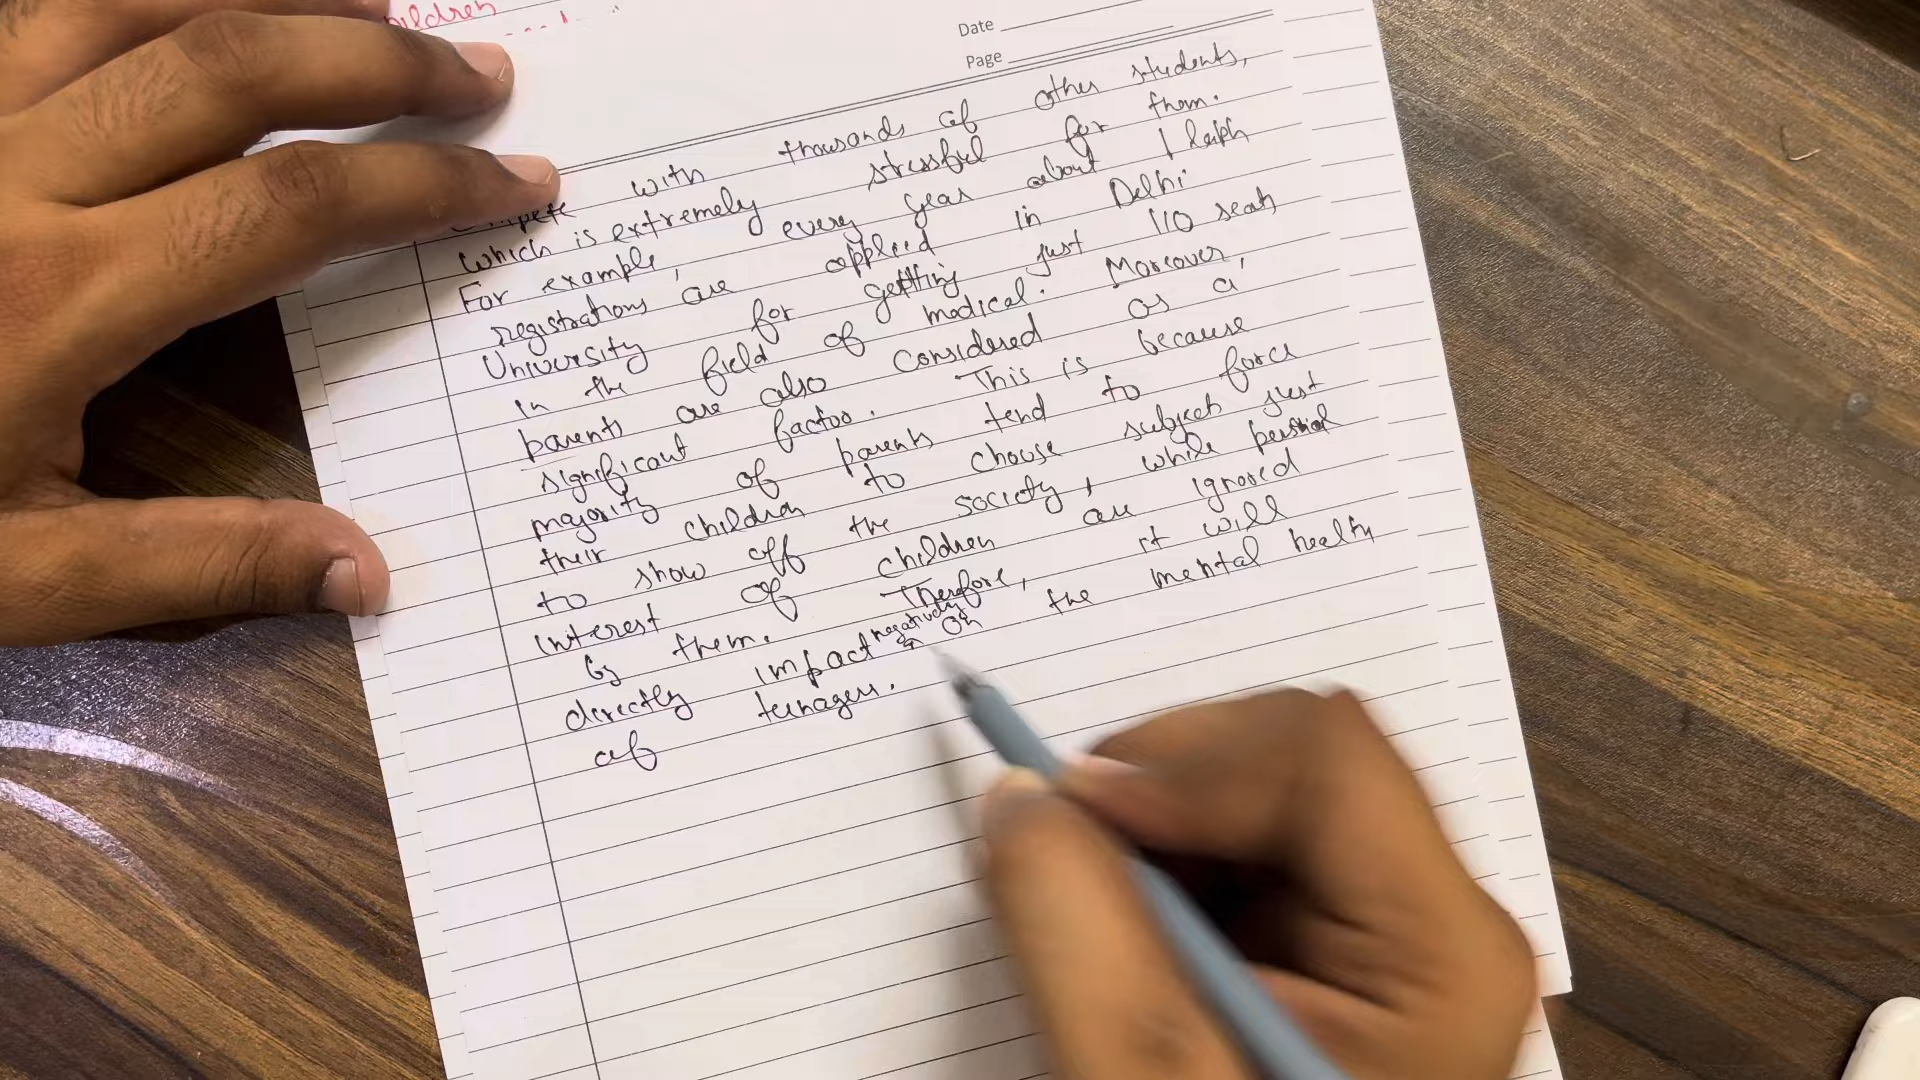 children
Date
Page
compete with thousands of other students,
which is extremely stressful for them.
For example, every year about 1 lakh
registrations are applied in Delhi
University for getting just 110 seats
in the field of medical. Moreover,
parents are also considered as a
significant factor. This is because
majority of parents tend to force
their children to choose subjects just
to show off the society, while personal
interest of children are ignored
by them. Therefore, it will
directly impact negatively on the mental health
of teenagers.